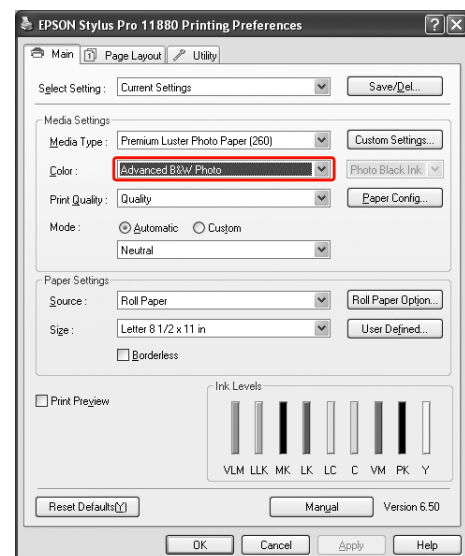 EPSON Stylus Pro 11880 Printing Preferences
Main Page Layout Utility
Select Setting : Current Settings Save/Del...
Media Settings
Media Type : Premium Luster Photo Paper (260) Custom Settings...
Color : Advanced B&W Photo Photo Black Ink
Print Quality : Quality Paper Config...
Mode : Automatic Custom
Neutral
Paper Settings
Source : Roll Paper Roll Paper Option...
Size : Letter 8 1/2 x 11 in User Defined...
Borderless
Print Preview
Ink Levels
VLM LLK MK LK LC C VM PK Y
Reset Defaults(Y) Manual Version 6.50
OK Cancel Apply Help